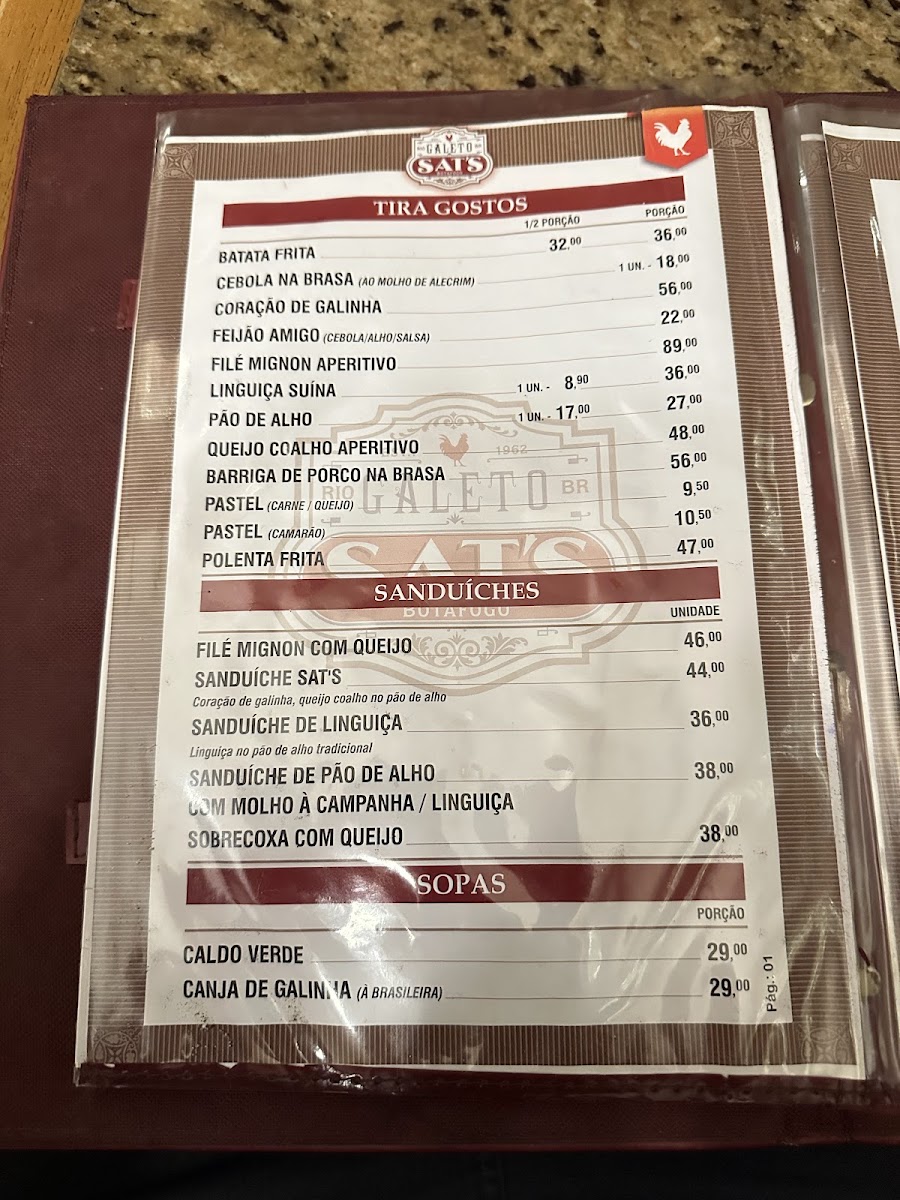 GALETO
SAT'S
TIRA GOSTOS
1/2 PORÇÃO PORÇÃO
BATATA FRITA 32,00 36,00
CEBOLA NA BRASA (AO MOLHO DE ALECRIM) 1 UN. - 18,00
CORAÇÃO DE GALINHA 56,00
FEIJÃO AMIGO (CEBOLA/ALHO/SALSA) 22,00
FILÉ MIGNON APERITIVO 89,00
LINGUIÇA SUÍNA 1 UN. - 8,90 36,00
PÃO DE ALHO 1 UN. - 17,00 27,00
QUEIJO COALHO APERITIVO 48,00
BARRIGA DE PORCO NA BRASA 56,00
PASTEL (CARNE / QUEIJO) 9,50
PASTEL (CAMARÃO) 10,50
POLENTA FRITA 47,00
1962
RIO GALETO BR
SAT'S
BOTAFOGO
SANDUÍCHES
UNIDADE
FILÉ MIGNON COM QUEIJO 46,00
SANDUÍCHE SAT'S 44,00
Coração de galinha, queijo coalho no pão de alho
SANDUÍCHE DE LINGUIÇA 36,00
Linguiça no pão de alho tradicional
SANDUÍCHE DE PÃO DE ALHO 38,00
COM MOLHO À CAMPANHA / LINGUIÇA
SOBRECOXA COM QUEIJO 38,00
SOPAS
PORÇÃO
CALDO VERDE 29,00
CANJA DE GALINHA (À BRASILEIRA) 29,00
Pág.: 01